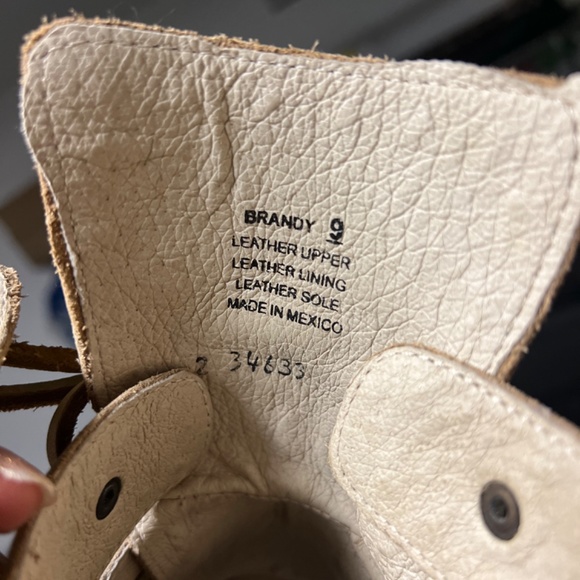 BRANDY 9
LEATHER UPPER
LEATHER LINING
LEATHER SOLE
MADE IN MEXICO
2 34633